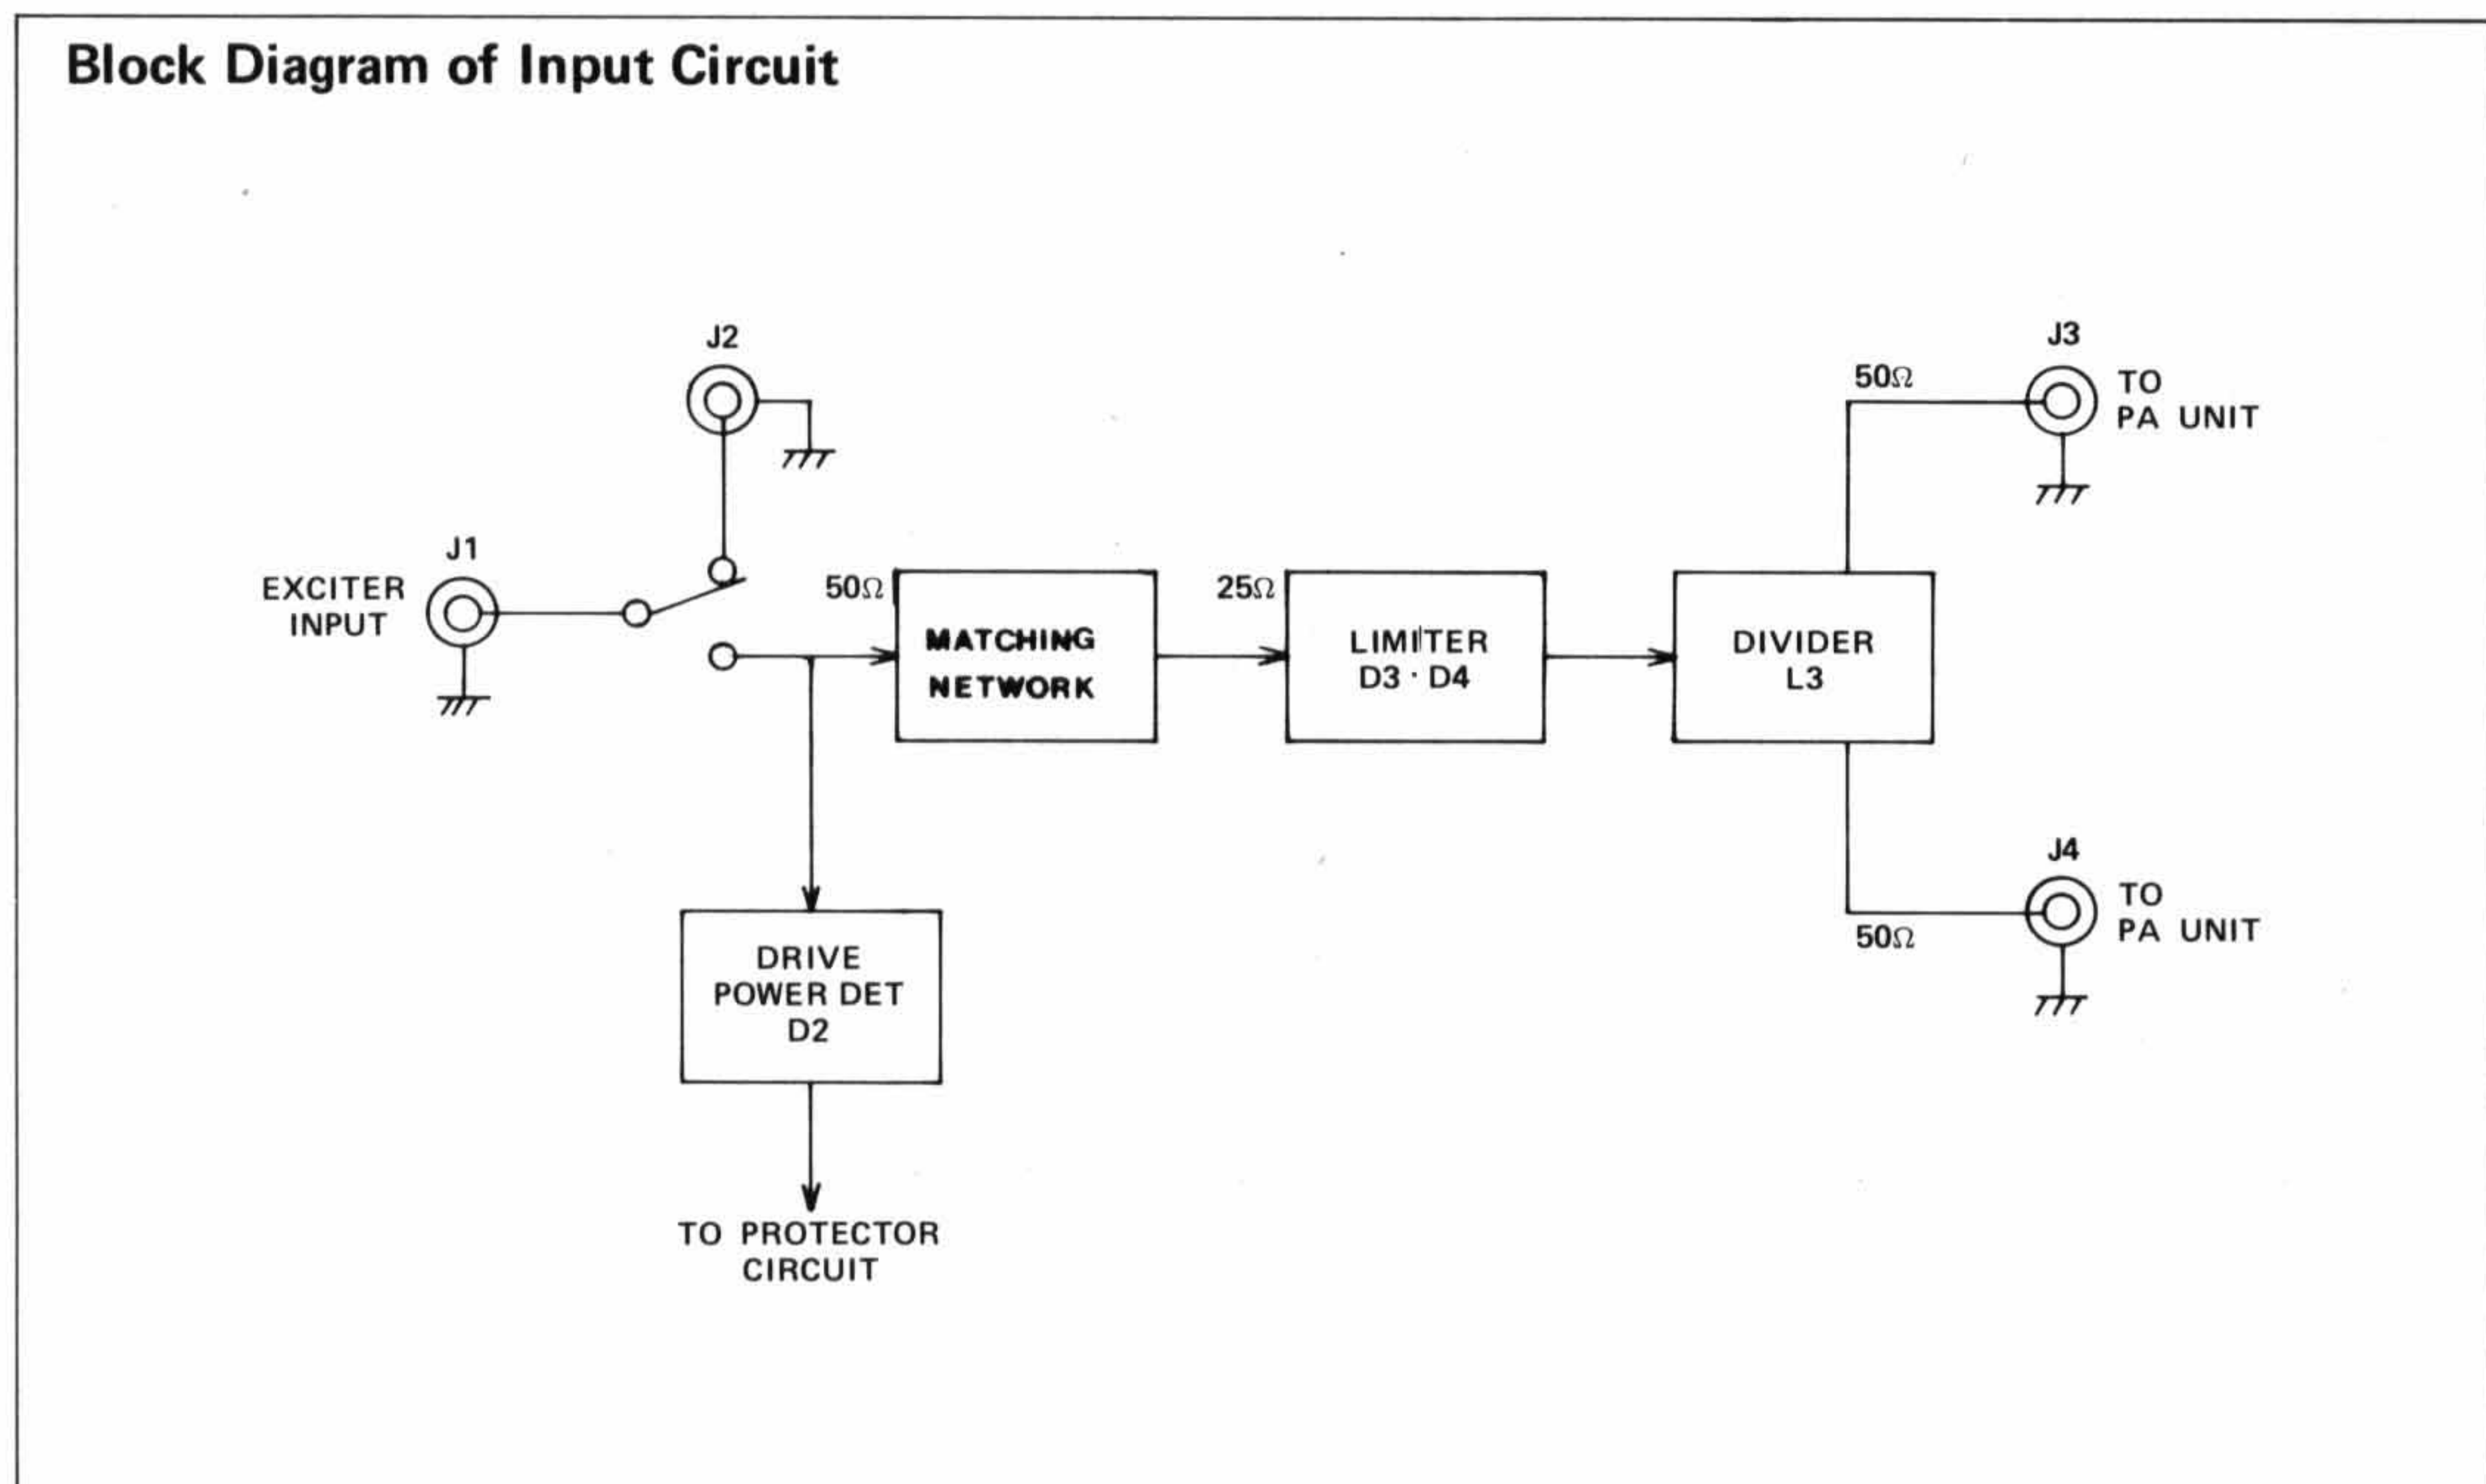 Block Diagram of Input Circuit
J2
J3
50Ω
TO
PA UNIT
J1
EXCITER
INPUT
50Ω
MATCHING
NETWORK
25Ω
LIMITER
D3 · D4
DIVIDER
L3
J4
50Ω
TO
PA UNIT
DRIVE
POWER DET
D2
TO PROTECTOR
CIRCUIT